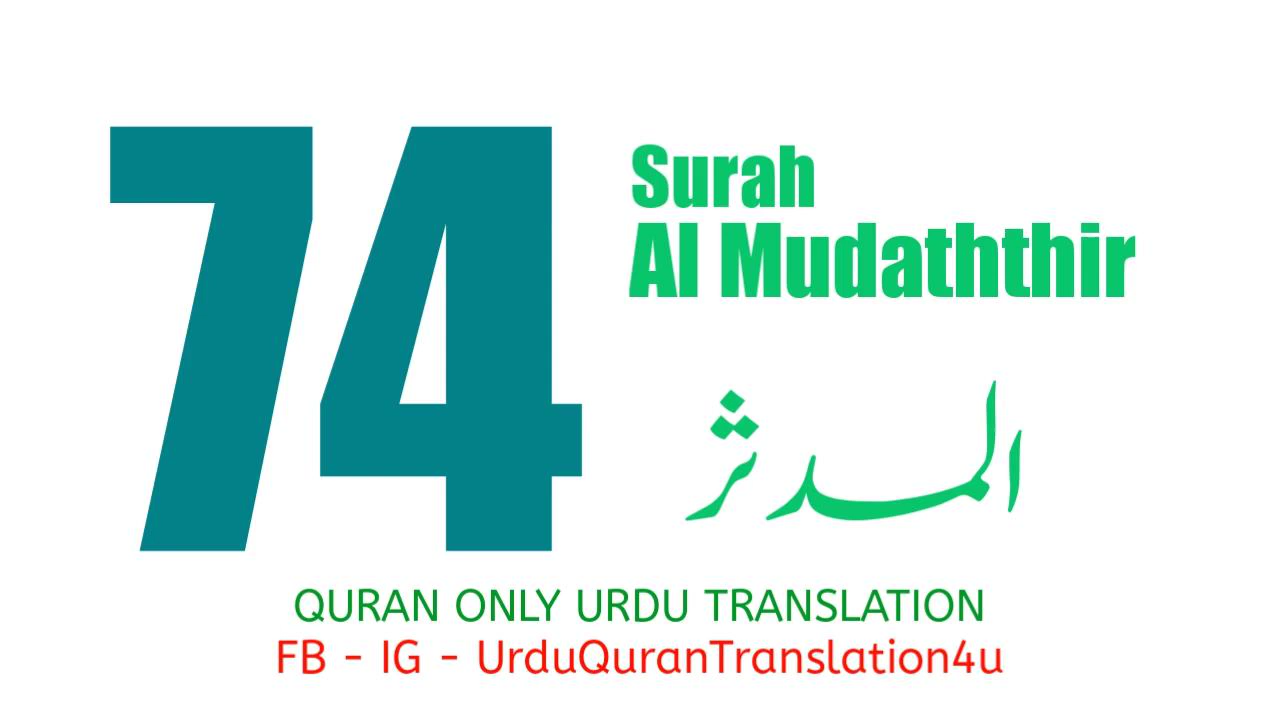 74
Surah
Al Mudaththir
المدثر
QURAN ONLY URDU TRANSLATION
FB - IG - UrduQuranTranslation4u